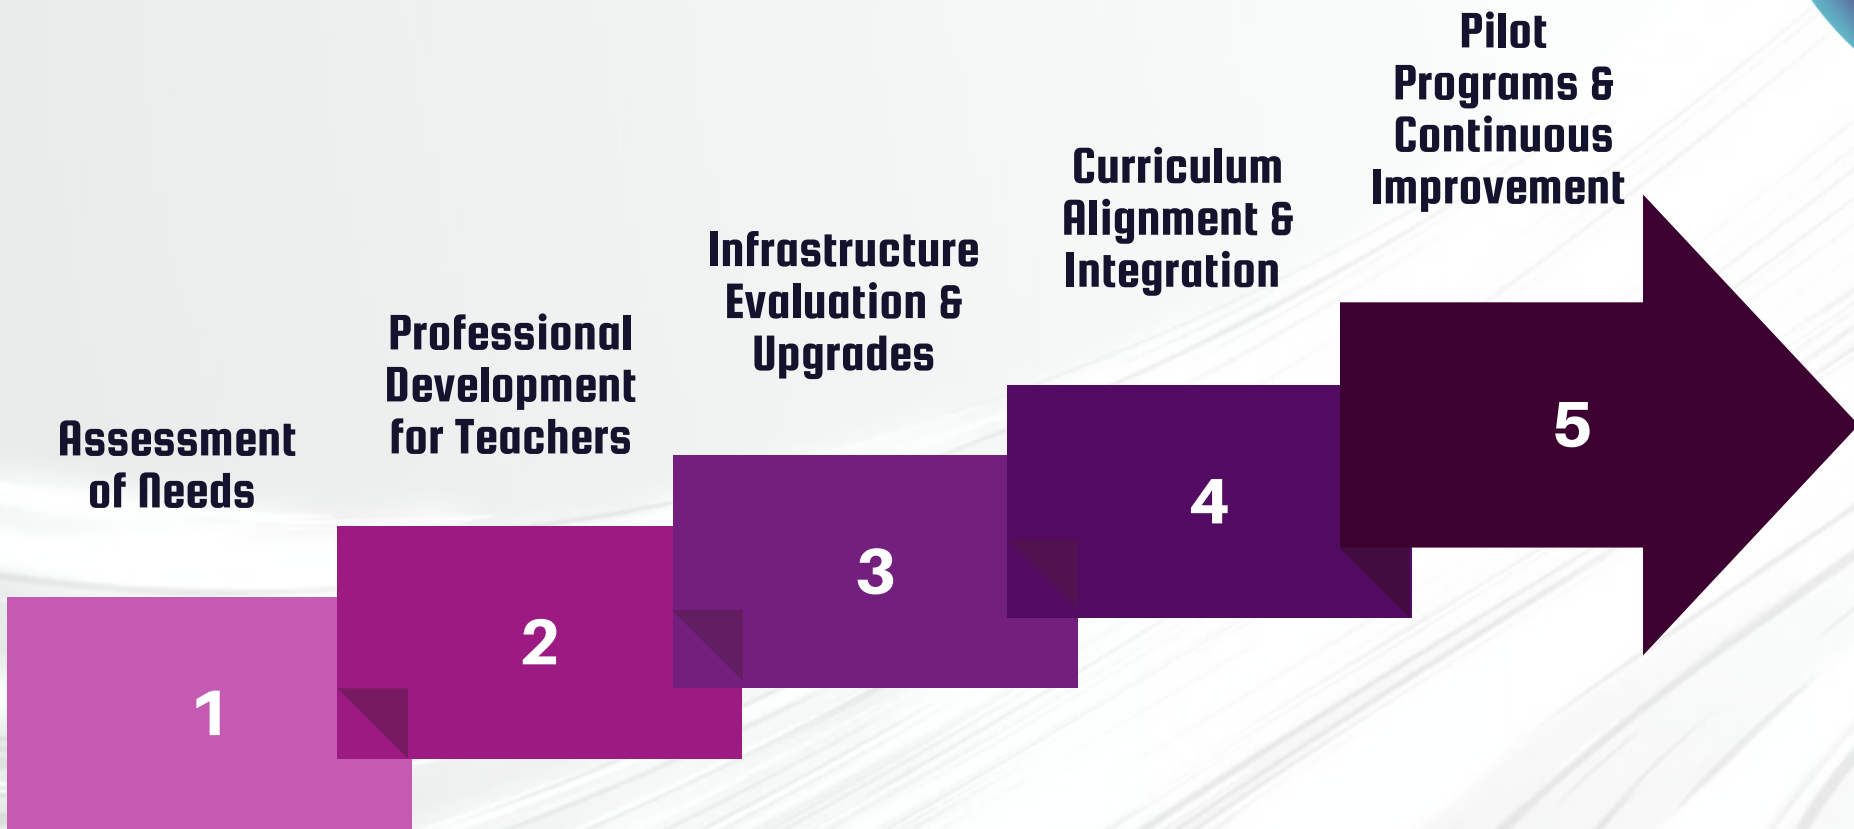 Assessment
of Needs
1
Professional
Development
for Teachers
2
Infrastructure
Evaluation &
Upgrades
3
Curriculum
Alignment &
Integration
4
Pilot
Programs &
Continuous
Improvement
5